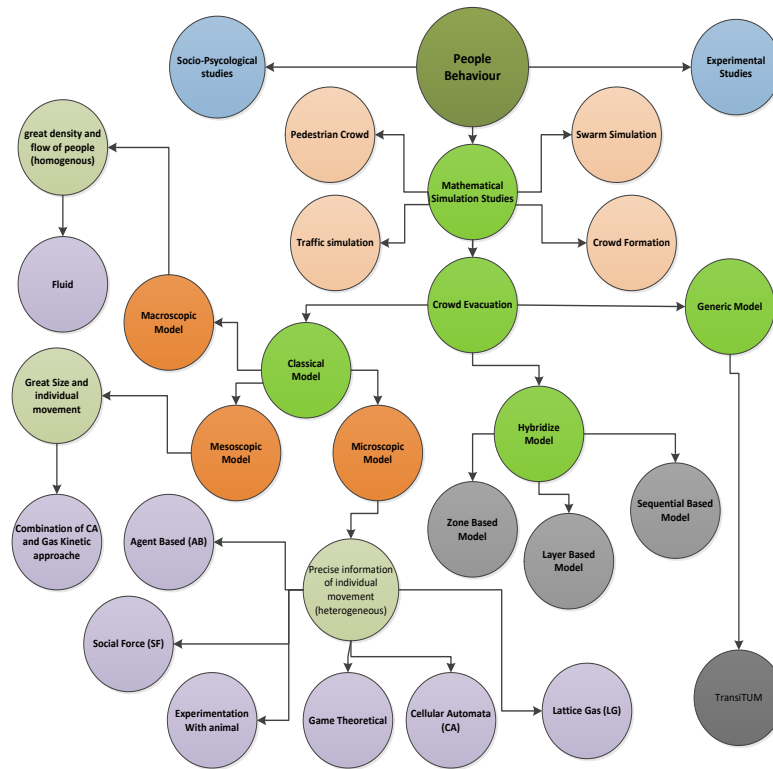 People
Behaviour
Socio-Psycological
studies
Experimental
Studies
Pedestrian Crowd
Swarm Simulation
great density and
flow of people
(homogenous)
Mathematical
Simulation Studies
Traffic simulation
Crowd Formation
Fluid
Macroscopic
Model
Crowd Evacuation
Generic Model
Classical
Model
Great Size and
individual
movement
Mesoscopic
Model
Microscopic
Model
Hybridize
Model
Sequential Based
Model
Zone Based
Model
Layer Based
Model
Combination of CA
and Gas Kinetic
approache
Agent Based (AB)
Precise information
of individual
movement
(heterogeneous)
Social Force (SF)
Experimentation
With animal
Game Theoretical
Cellular Automata
(CA)
Lattice Gas (LG)
TransiTUM